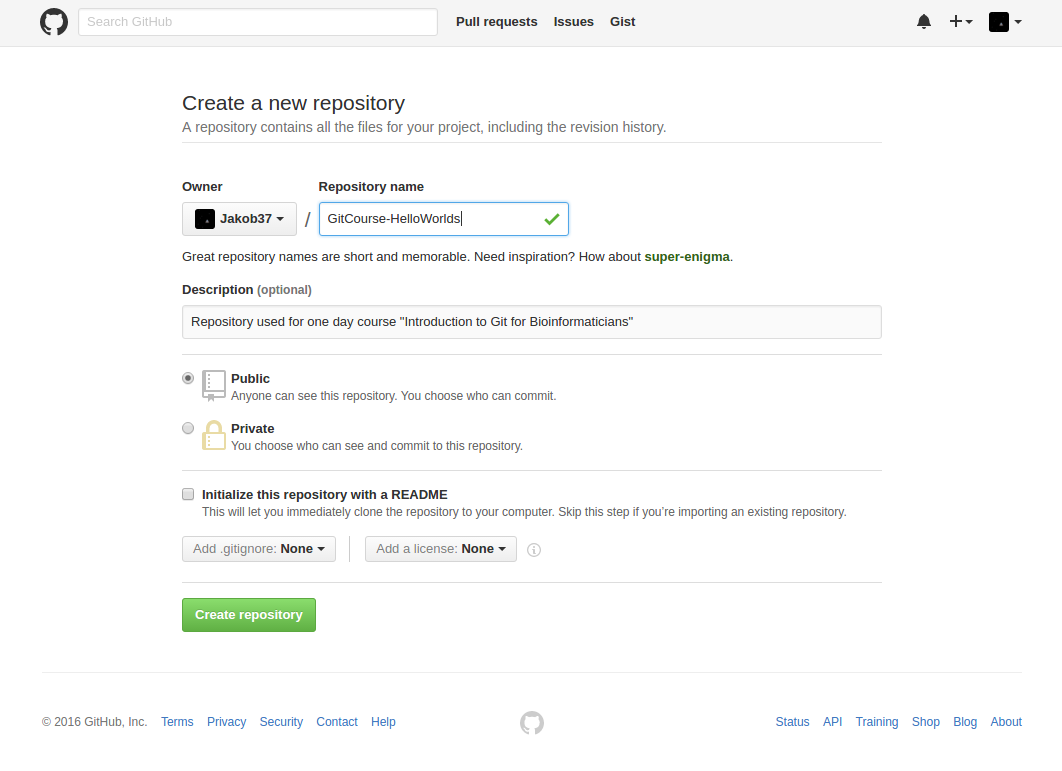 Search GitHub Pull requests Issues Gist
Create a new repository
A repository contains all the files for your project, including the revision history.
Owner Repository name
Jakob37 / GitCourse-HelloWorlds
Great repository names are short and memorable. Need inspiration? How about super-enigma.
Description (optional)
Repository used for one day course "Introduction to Git for Bioinformaticians"
Public
Anyone can see this repository. You choose who can commit.
Private
You choose who can see and commit to this repository.
Initialize this repository with a README
This will let you immediately clone the repository to your computer. Skip this step if you’re importing an existing repository.
Add .gitignore: None Add a license: None
Create repository
© 2016 GitHub, Inc. Terms Privacy Security Contact Help Status API Training Shop Blog About